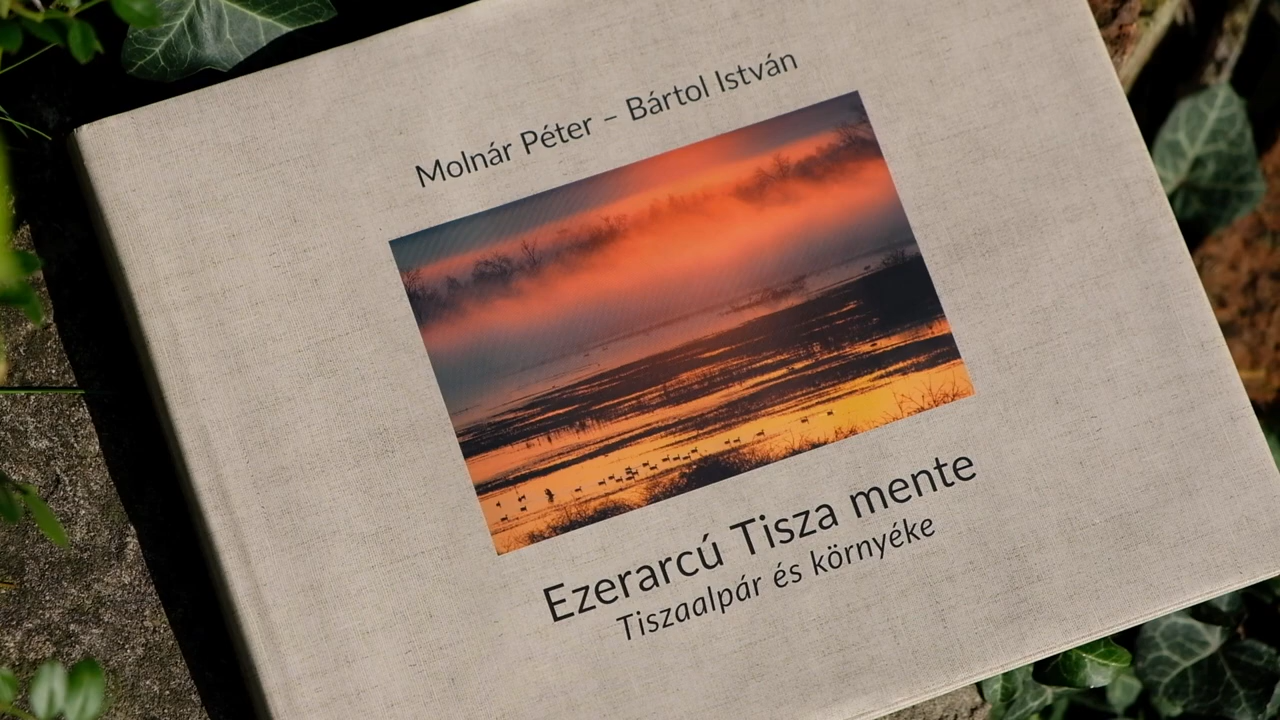 Molnár Péter – Bártol István
Ezerarcú Tisza mente
Tiszaalpár és környéke